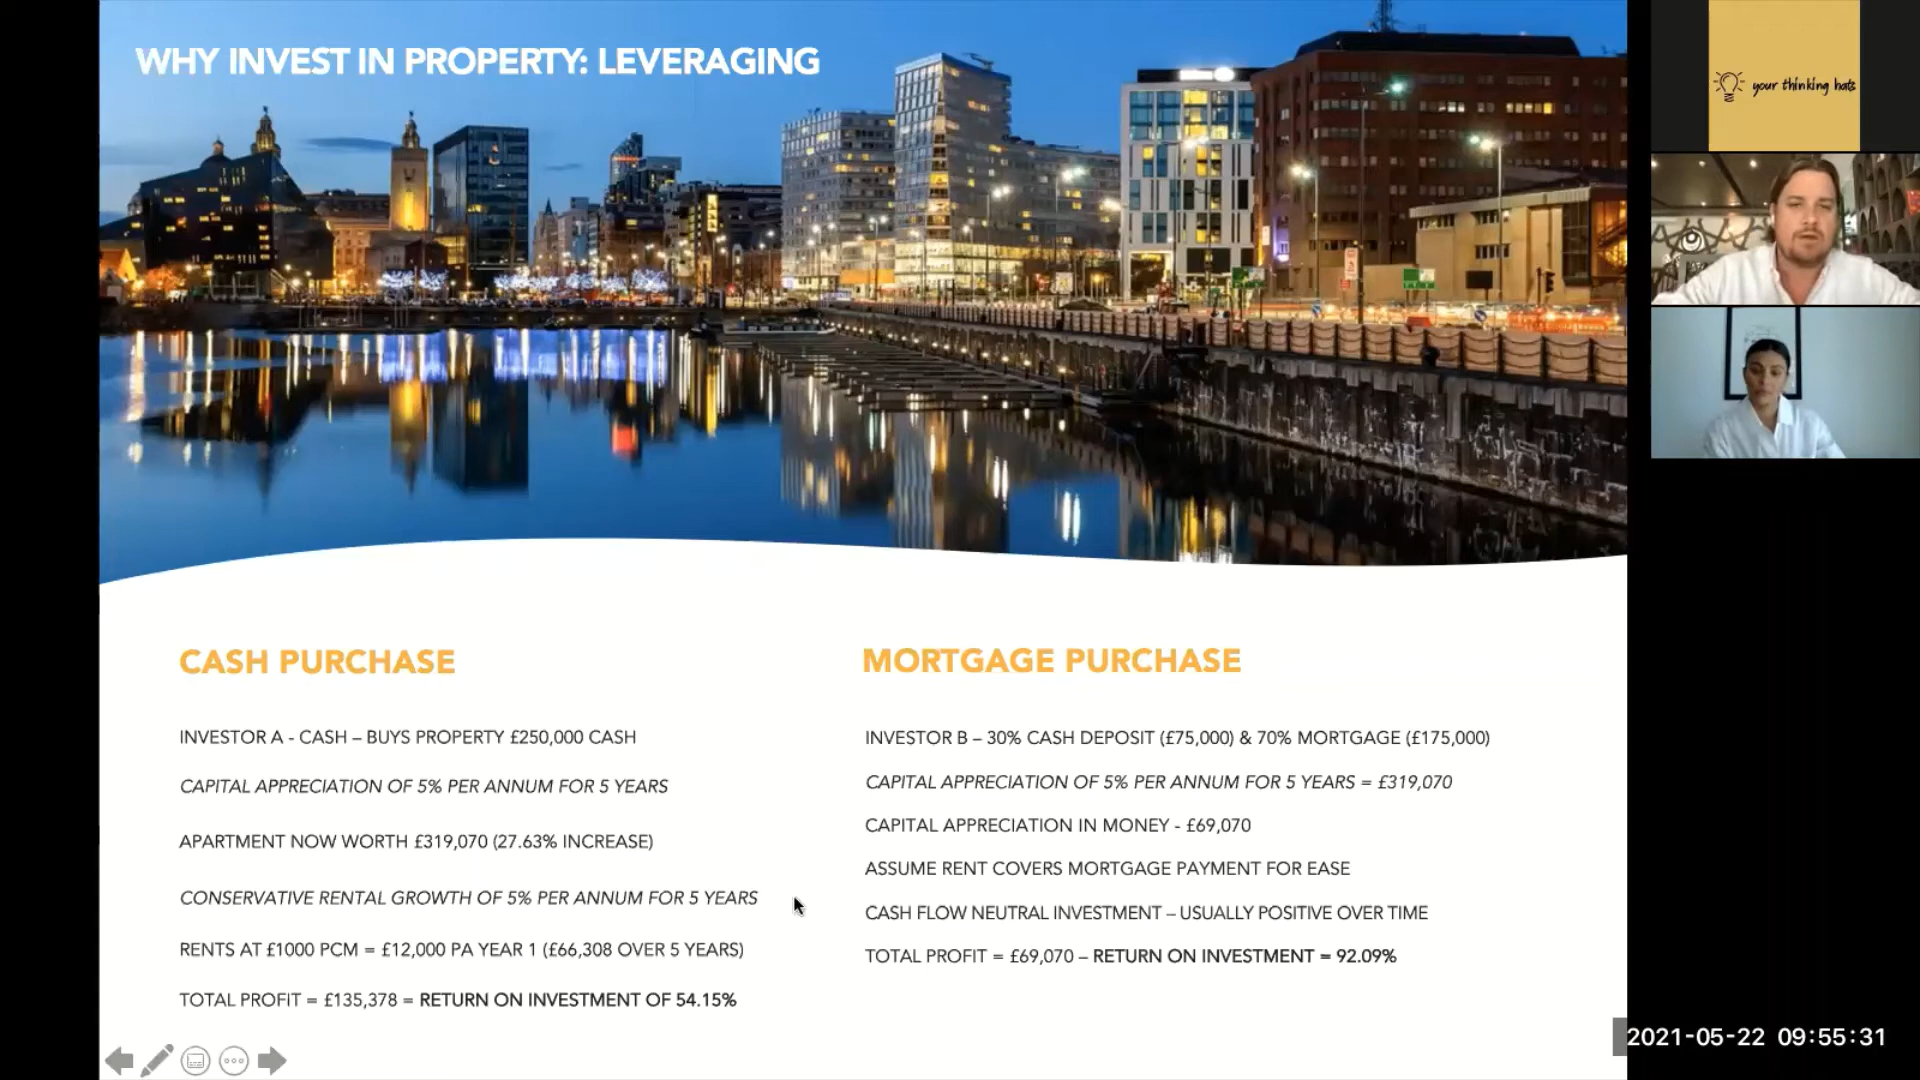 WHY INVEST IN PROPERTY: LEVERAGING
your thinking hats
CASH PURCHASE
INVESTOR A - CASH – BUYS PROPERTY £250,000 CASH
CAPITAL APPRECIATION OF 5% PER ANNUM FOR 5 YEARS
APARTMENT NOW WORTH £319,070 (27.63% INCREASE)
CONSERVATIVE RENTAL GROWTH OF 5% PER ANNUM FOR 5 YEARS
RENTS AT £1000 PCM = £12,000 PA YEAR 1 (£66,308 OVER 5 YEARS)
TOTAL PROFIT = £135,378 = RETURN ON INVESTMENT OF 54.15%
MORTGAGE PURCHASE
INVESTOR B – 30% CASH DEPOSIT (£75,000) & 70% MORTGAGE (£175,000)
CAPITAL APPRECIATION OF 5% PER ANNUM FOR 5 YEARS = £319,070
CAPITAL APPRECIATION IN MONEY - £69,070
ASSUME RENT COVERS MORTGAGE PAYMENT FOR EASE
CASH FLOW NEUTRAL INVESTMENT – USUALLY POSITIVE OVER TIME
TOTAL PROFIT = £69,070 – RETURN ON INVESTMENT = 92.09%
2021-05-22 09:55:31